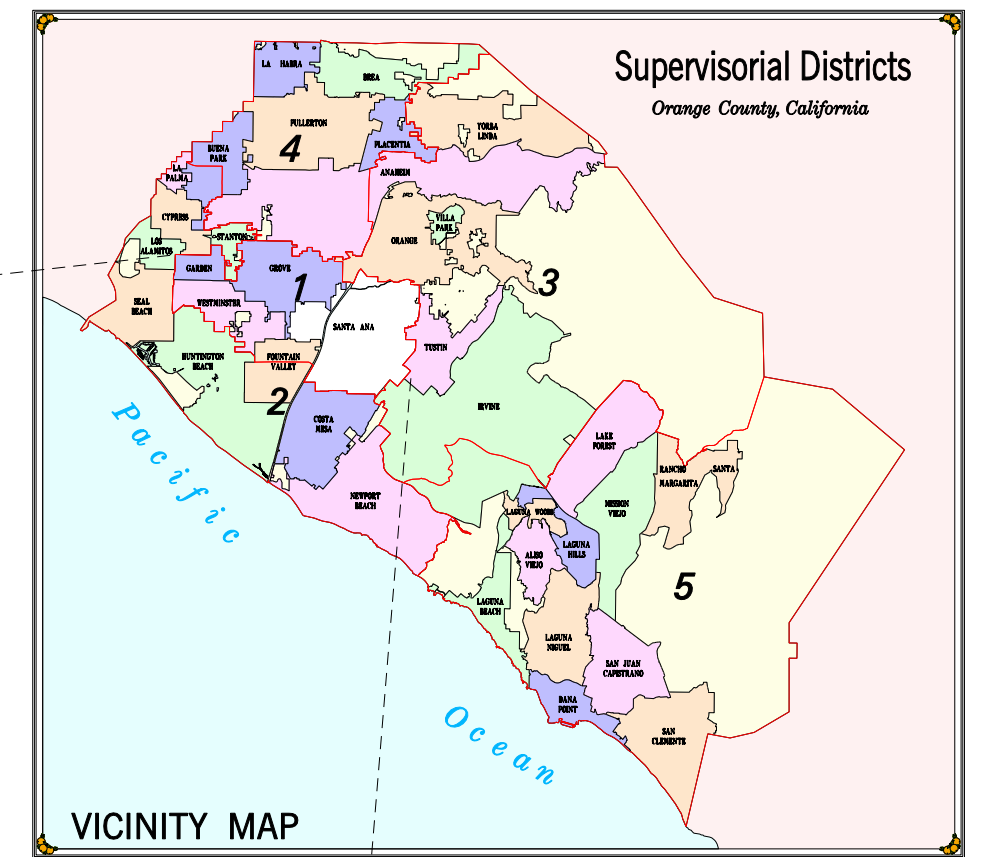 Supervisorial Districts
Orange County, California
LA HABRA
BREA
FULLERTON
4
YORBA
LINDA
PLACENTIA
BUENA
PARK
LA
PALMA
ANAHEIM
CYPRESS
VILLA
PARK
STANTON
ORANGE
LOS
ALAMITOS
GARDEN
GROVE
3
1
SEAL
BEACH
WESTMINSTER
SANTA ANA
TUSTIN
HUNTINGTON
BEACH
FOUNTAIN
VALLEY
2
COSTA
MESA
IRVINE
LAKE
FOREST
RANCHO
SANTA
MARGARITA
NEWPORT
BEACH
MISSION
VIEJO
LAGUNA WOODS
LAGUNA
HILLS
ALISO
VIEJO
5
LAGUNA
BEACH
LAGUNA
NIGUEL
SAN JUAN
CAPISTRANO
DANA
POINT
SAN
CLEMENTE
Pacific
Ocean
VICINITY MAP